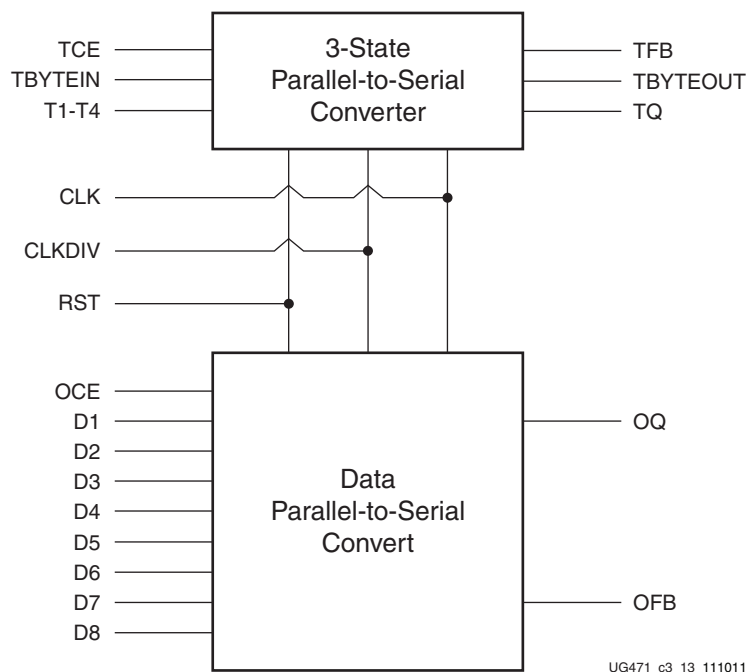 TCE
TBYTEIN
T1-T4
3-State
Parallel-to-Serial
Converter
TFB
TBYTEOUT
TQ
CLK
CLKDIV
RST
OCE
D1
D2
D3
D4
D5
D6
D7
D8
Data
Parallel-to-Serial
Convert
OQ
OFB
UG471_c3_13_111011